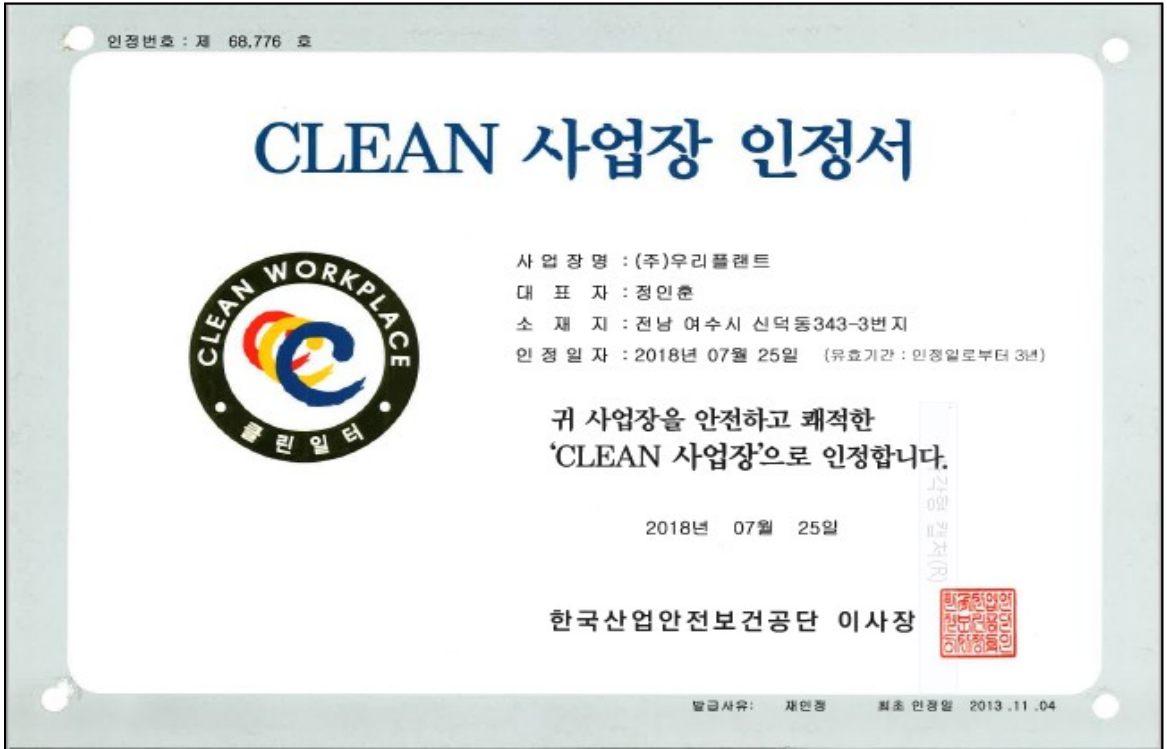 인정번호 : 제 68,776 호
CLEAN 사업장 인정서
CLEAN WORKPLACE
클린일터
사 업 장 명 : (주)우리플랜트
대 표 자 : 정인훈
소 재 지 : 전남 여수시 신덕동343-3번지
인 정 일 자 : 2018년 07월 25일 (유효기간 : 인정일로부터 3년)
귀 사업장을 안전하고 쾌적한
‘CLEAN 사업장’으로 인정합니다.
2018년 07월 25일
한국산업안전보건공단 이사장
발급사유: 재인정 최초 인정일 2013 .11 .04